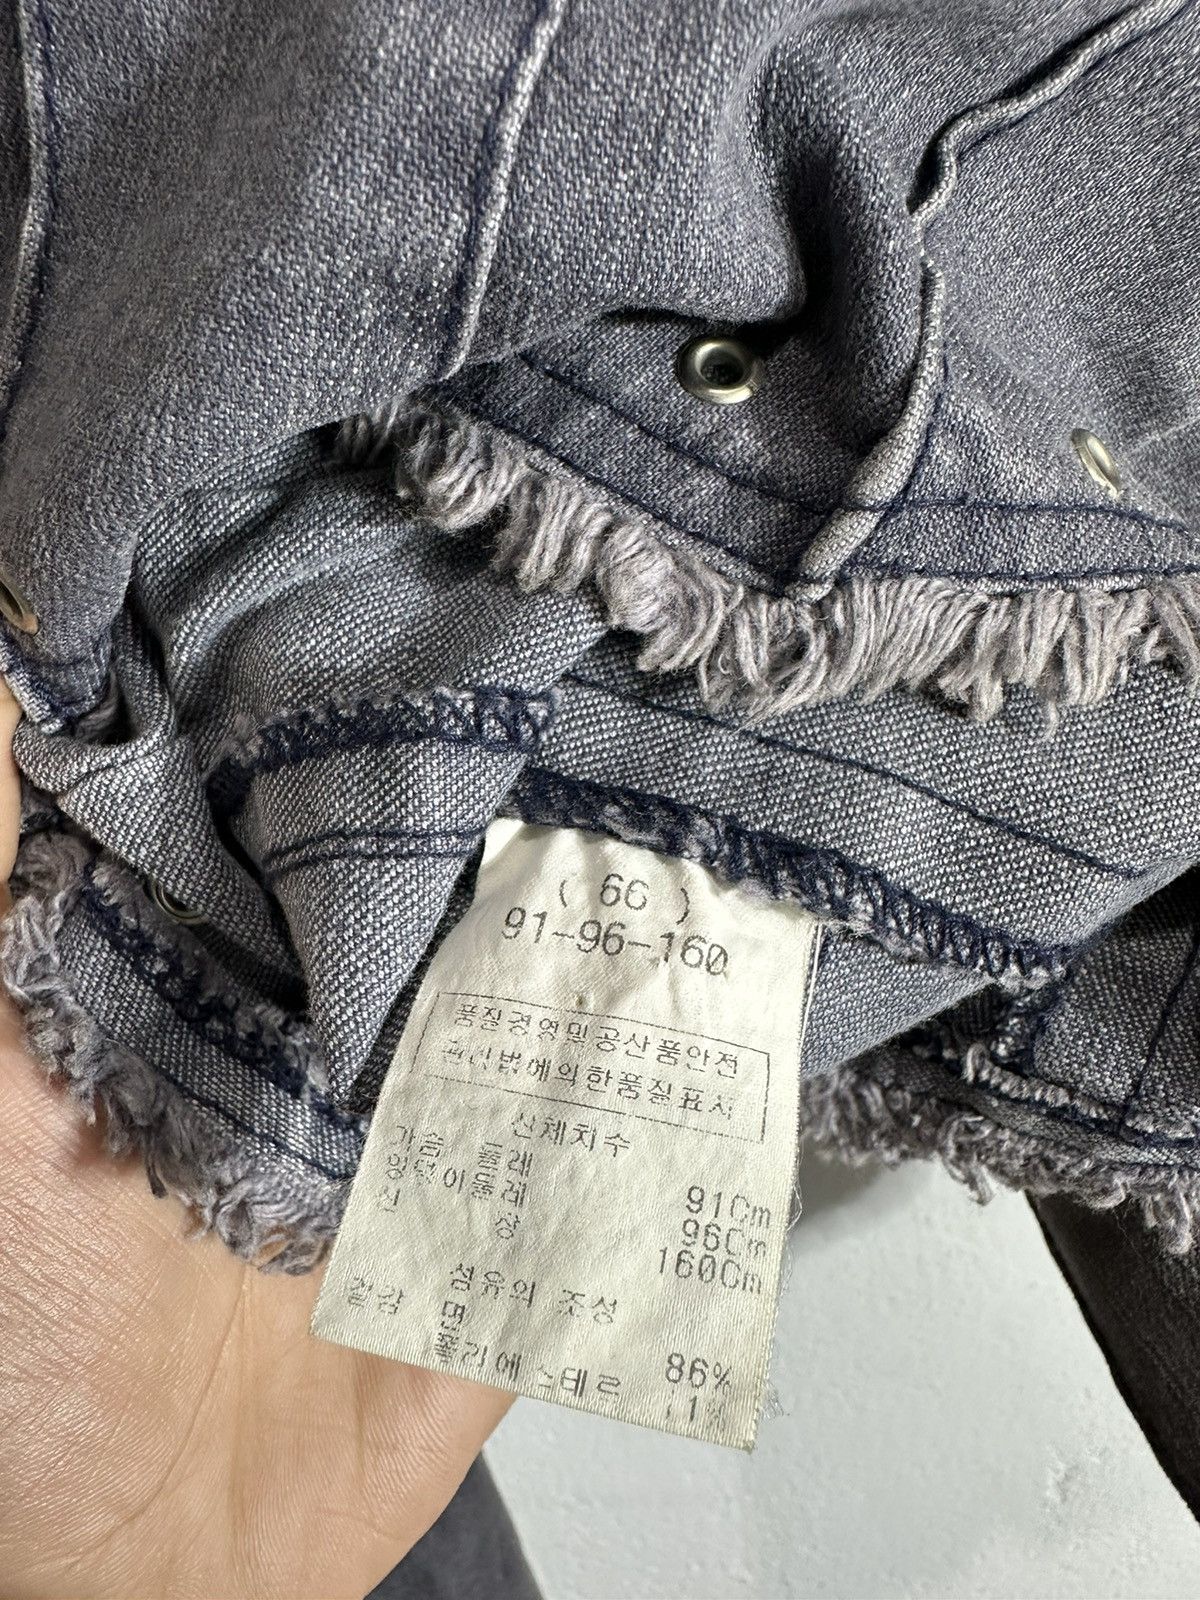 ( 66 )
91-96-160
품질경영및공산품안전
관리법에의한품질표시
신체치수
가슴 둘레 91Cm
엉덩이둘레 96Cm
신 장 160Cm
섬유의 조성
겉감 면 86%
폴리에스테르